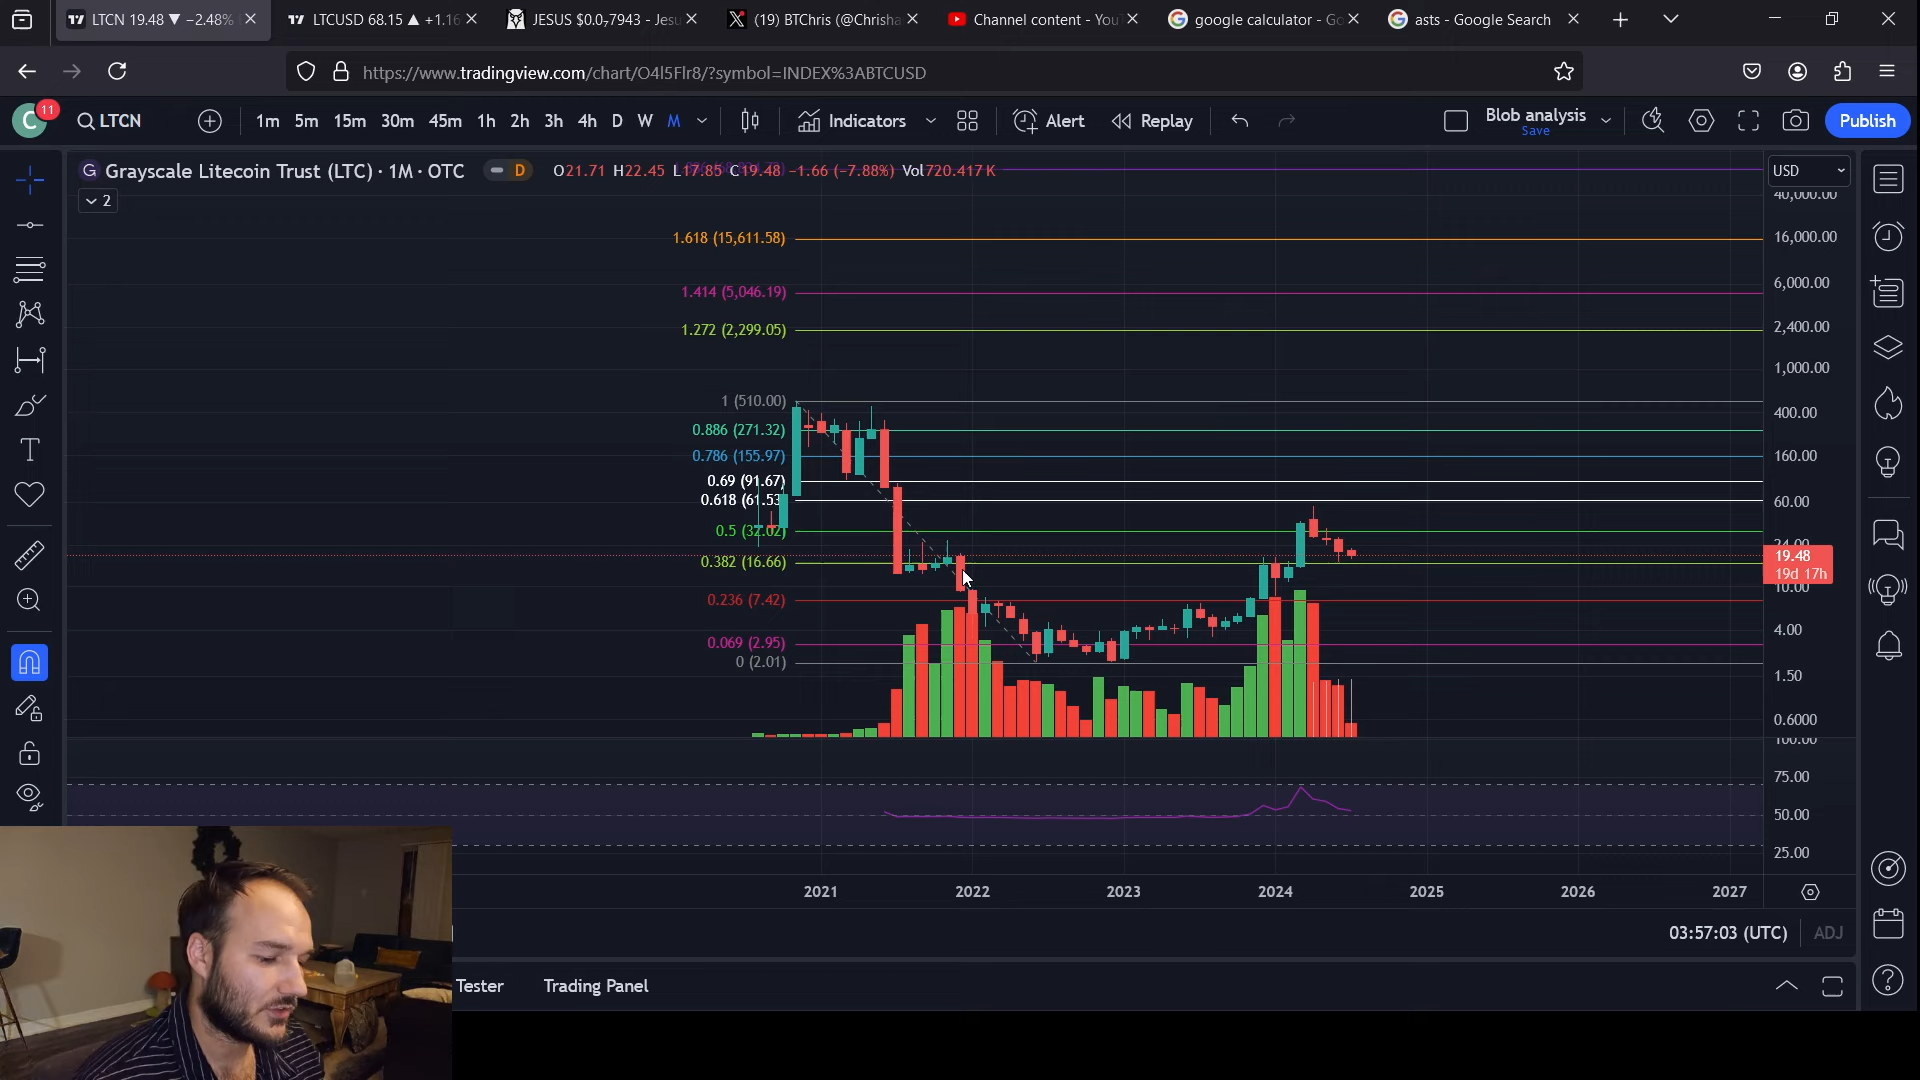 LTCN 19.48 ▼ −2.48%
LTCUSD 68.15 ▲ +1.16
JESUS $0.0₇7943 - Jesu
(19) BTChris (@Chrisha
Channel content - YouT
google calculator - Go
asts - Google Search
https://www.tradingview.com/chart/O4l5Flr8/?symbol=INDEX%3ABTCUSD
C 11
LTCN
1m 5m 15m 30m 45m 1h 2h 3h 4h D W M
Indicators
Alert
Replay
Blob analysis
Save
Publish
G Grayscale Litecoin Trust (LTC) · 1M · OTC
D
O21.71 H22.45 L17.85 C19.48 −1.66 (−7.88%) Vol720.417 K
2
USD
40,000.00
16,000.00
6,000.00
2,400.00
1,000.00
400.00
160.00
60.00
24.00
19.48
19d 17h
10.00
4.00
1.50
0.6000
100.00
75.00
50.00
25.00
1.618 (15,611.58)
1.414 (5,046.19)
1.272 (2,299.05)
1 (510.00)
0.886 (271.32)
0.786 (155.97)
0.69 (91.67)
0.618 (61.53)
0.5 (32.02)
0.382 (16.66)
0.236 (7.42)
0.069 (2.95)
0 (2.01)
2021 2022 2023 2024 2025 2026 2027
03:57:03 (UTC)
ADJ
Tester
Trading Panel